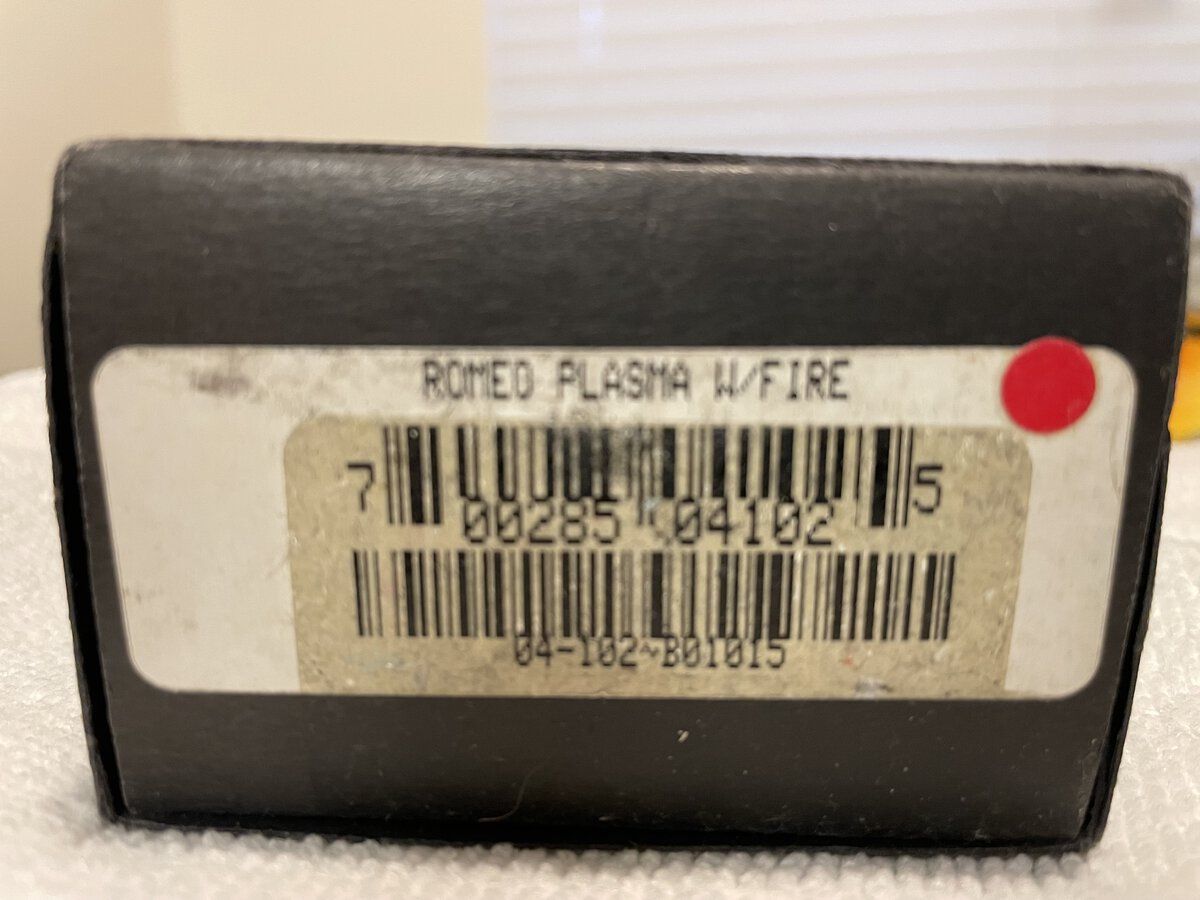 ROMEO PLASMA W/FIRE
7 00285 04102 5
04-102~B01015